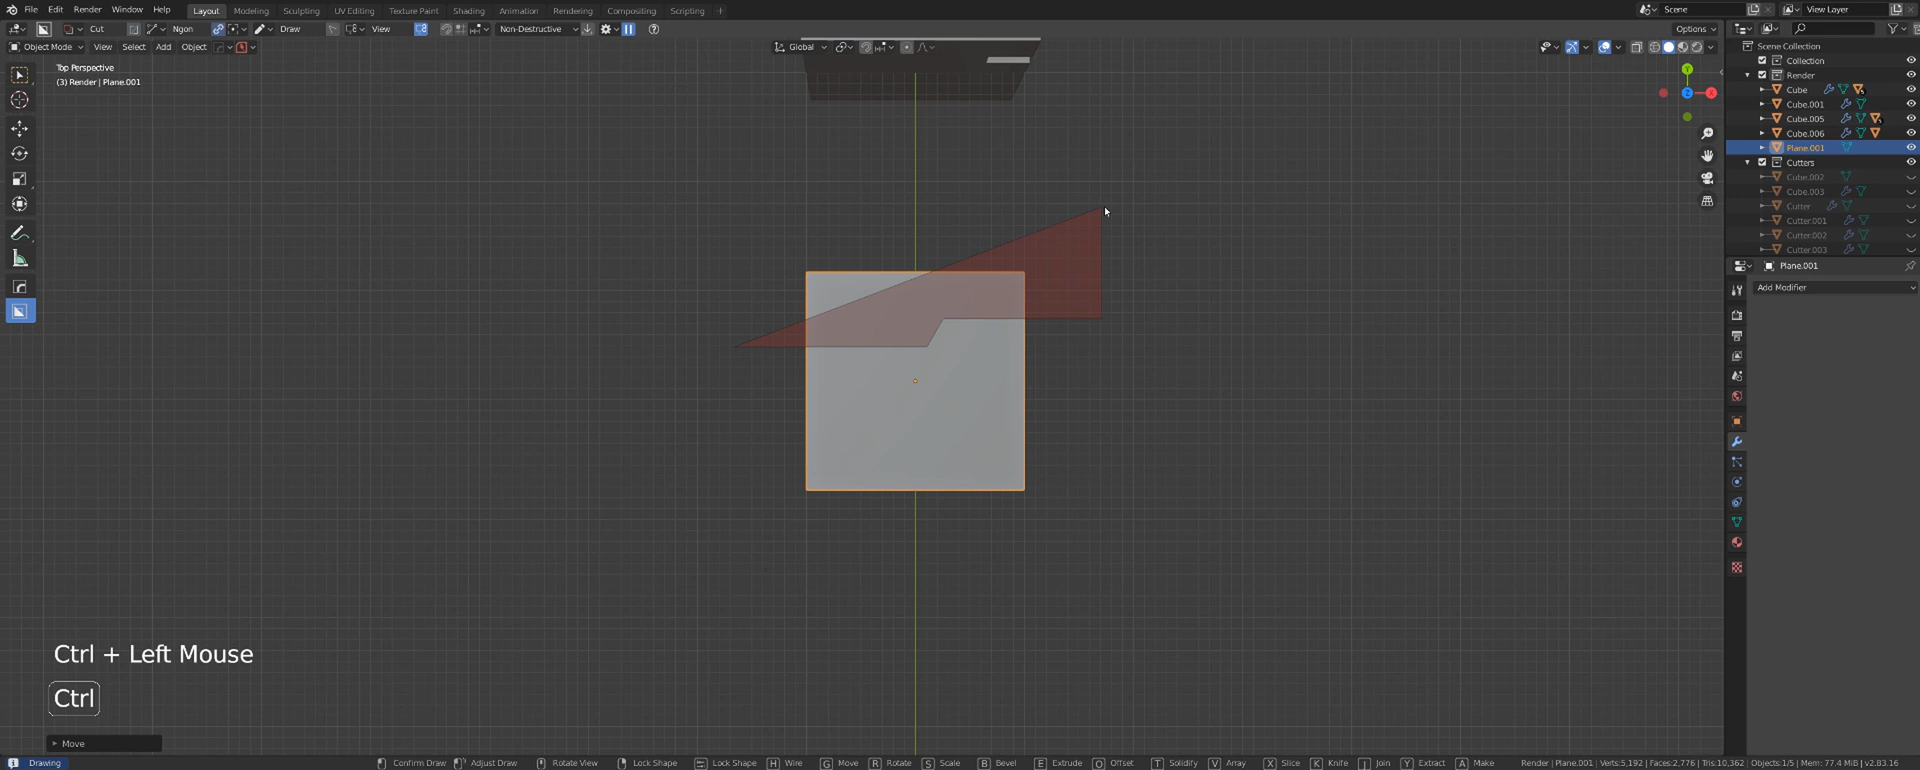 File Edit Render Window Help Layout Modeling Sculpting UV Editing Texture Paint Shading Animation Rendering Compositing Scripting + Scene View Layer
Cut Ngon Draw View Non-Destructive Options
Object Mode View Select Add Object Global
Top Perspective
(3) Render | Plane.001
Scene Collection
Collection
Render
Cube
Cube.001
Cube.005
Cube.006
Plane.001
Cutters
Cube.002
Cube.003
Cutter
Cutter.001
Cutter.002
Cutter.003
Plane.001
Add Modifier
Y
Z
X
Ctrl + Left Mouse
Ctrl
Move
Drawing Confirm Draw Adjust Draw Rotate View Lock Shape Lock Shape H Wire G Move R Rotate S Scale B Bevel E Extrude O Offset T Solidify V Array X Slice K Knife J Join Y Extract A Make Render | Plane.001 | Verts:5,192 | Faces:2,776 | Tris:10,362 | Objects:1/5 | Mem: 77.4 MiB | v2.83.16